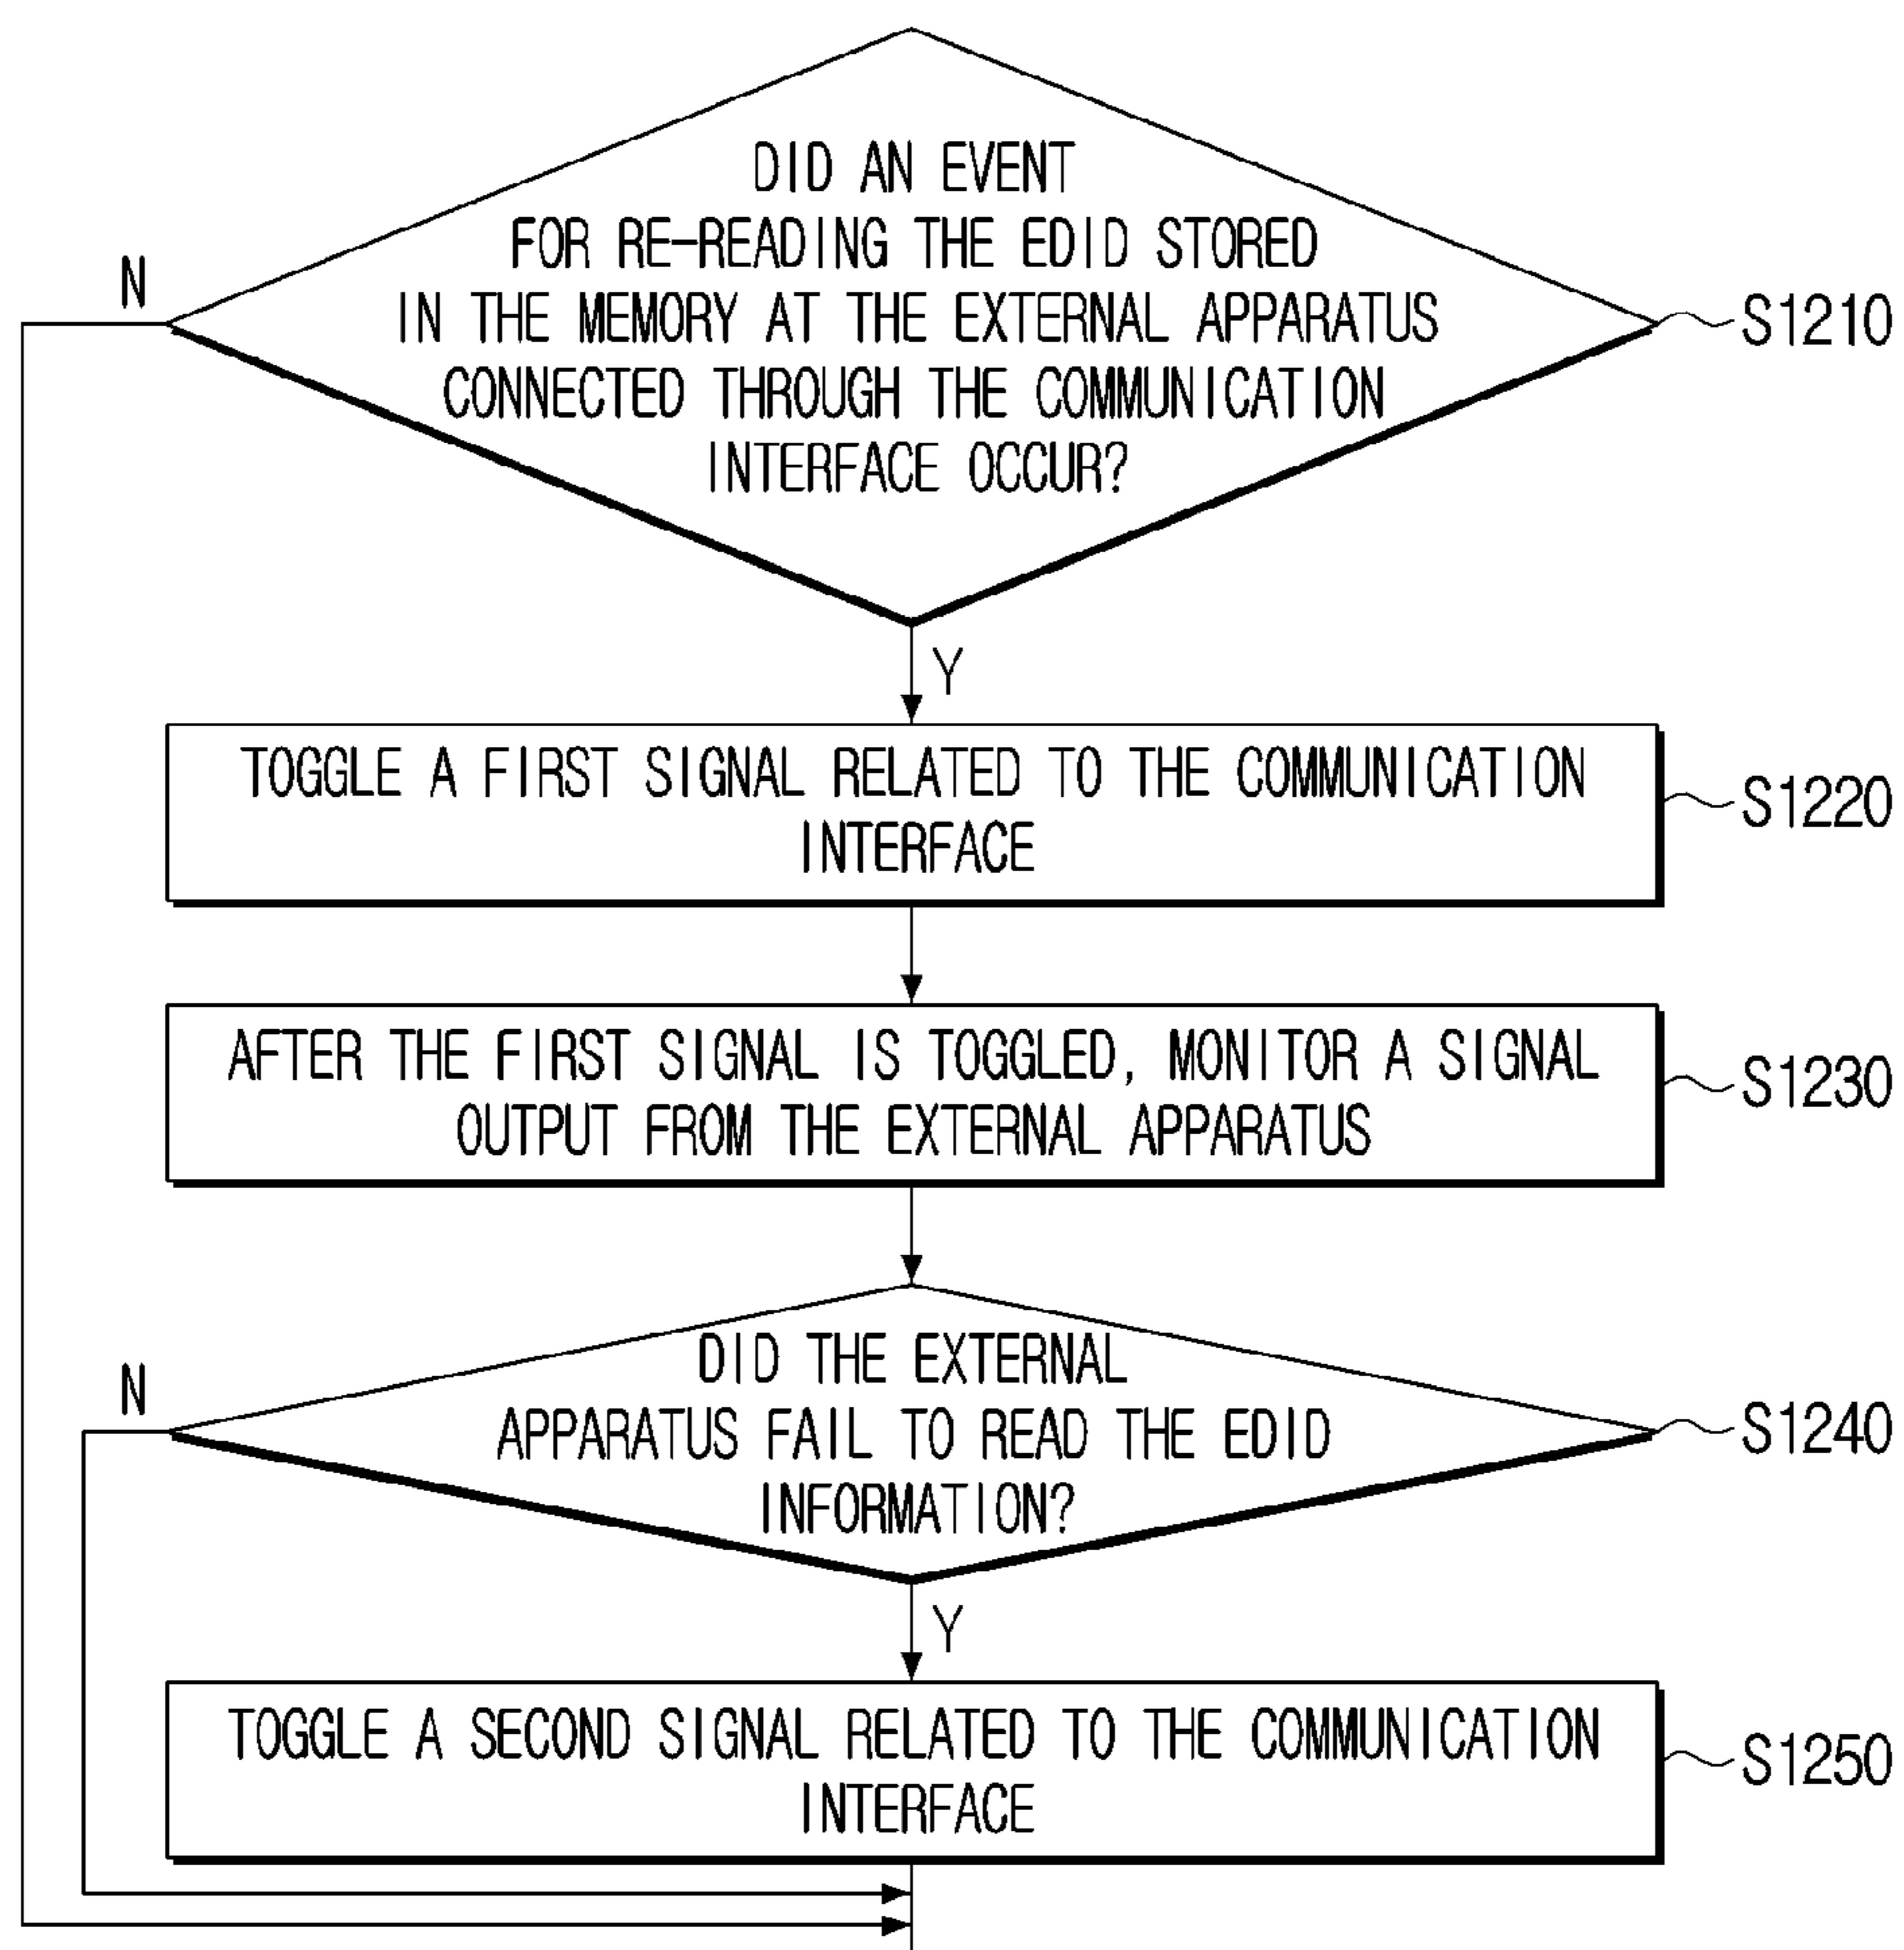 DID AN EVENT
FOR RE-READING THE EDID STORED
N
IN THE MEMORY AT THE EXTERNAL APPARATUS
S1210
CONNECTED THROUGH THE COMMUNICATION
INTERFACE OCCUR?
Y
TOGGLE A FIRST SIGNAL RELATED TO THE COMMUNICATION
INTERFACE
S1220
AFTER THE FIRST SIGNAL IS TOGGLED, MONITOR A SIGNAL
OUTPUT FROM THE EXTERNAL APPARATUS
S1230
DID THE EXTERNAL
N
APPARATUS FAIL TO READ THE EDID
S1240
INFORMATION?
Y
TOGGLE A SECOND SIGNAL RELATED TO THE COMMUNICATION
INTERFACE
S1250